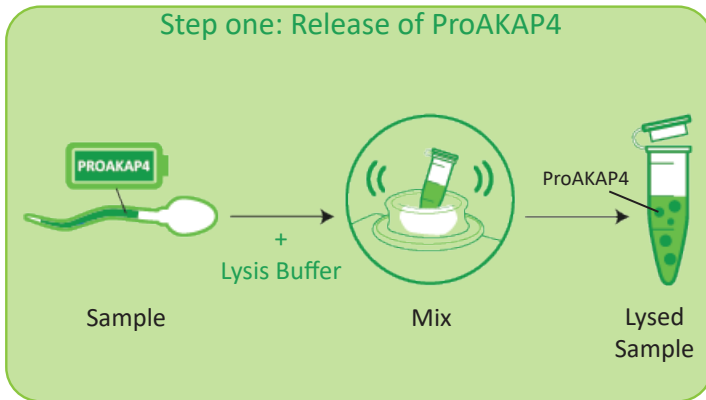 Step one: Release of ProAKAP4
PROAKAP4
ProAKAP4
+
Lysis Buffer
Sample
Mix
Lysed
Sample